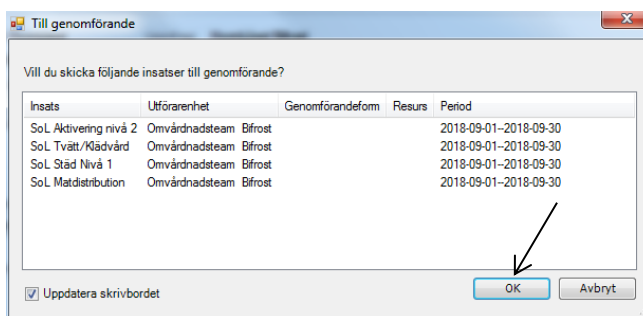 Till genomförande
Vill du skicka följande insatser till genomförande?
Insats Utförarenhet Genomförandeform Resurs Period
SoL Aktivering nivå 2 Omvårdnadsteam Bifrost 2018-09-01--2018-09-30
SoL Tvätt/Klädvård Omvårdnadsteam Bifrost 2018-09-01--2018-09-30
SoL Städ Nivå 1 Omvårdnadsteam Bifrost 2018-09-01--2018-09-30
SoL Matdistribution Omvårdnadsteam Bifrost 2018-09-01--2018-09-30
Uppdatera skrivbordet OK Avbryt